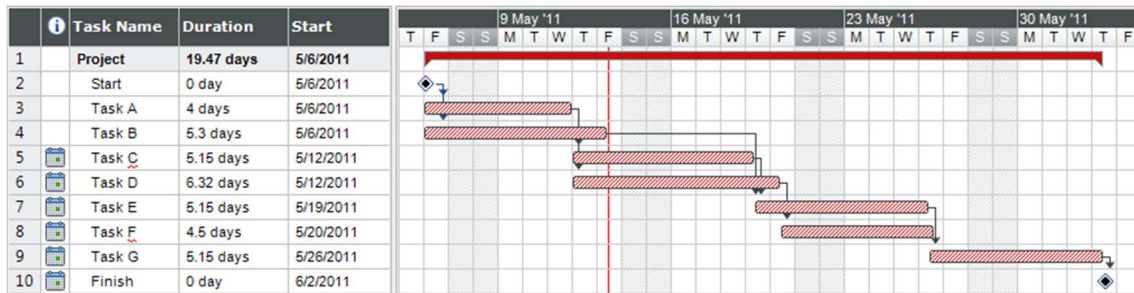 9 May '11 16 May '11 23 May '11 30 May '11
i Task Name Duration Start T F S S M T W T F S S M T W T F S S M T W T F S S M T W T F
1 Project 19.47 days 5/6/2011
2 Start 0 day 5/6/2011
3 Task A 4 days 5/6/2011
4 Task B 5.3 days 5/6/2011
5 Task C 5.15 days 5/12/2011
6 Task D 6.32 days 5/12/2011
7 Task E 5.15 days 5/19/2011
8 Task F 4.5 days 5/20/2011
9 Task G 5.15 days 5/26/2011
10 Finish 0 day 6/2/2011